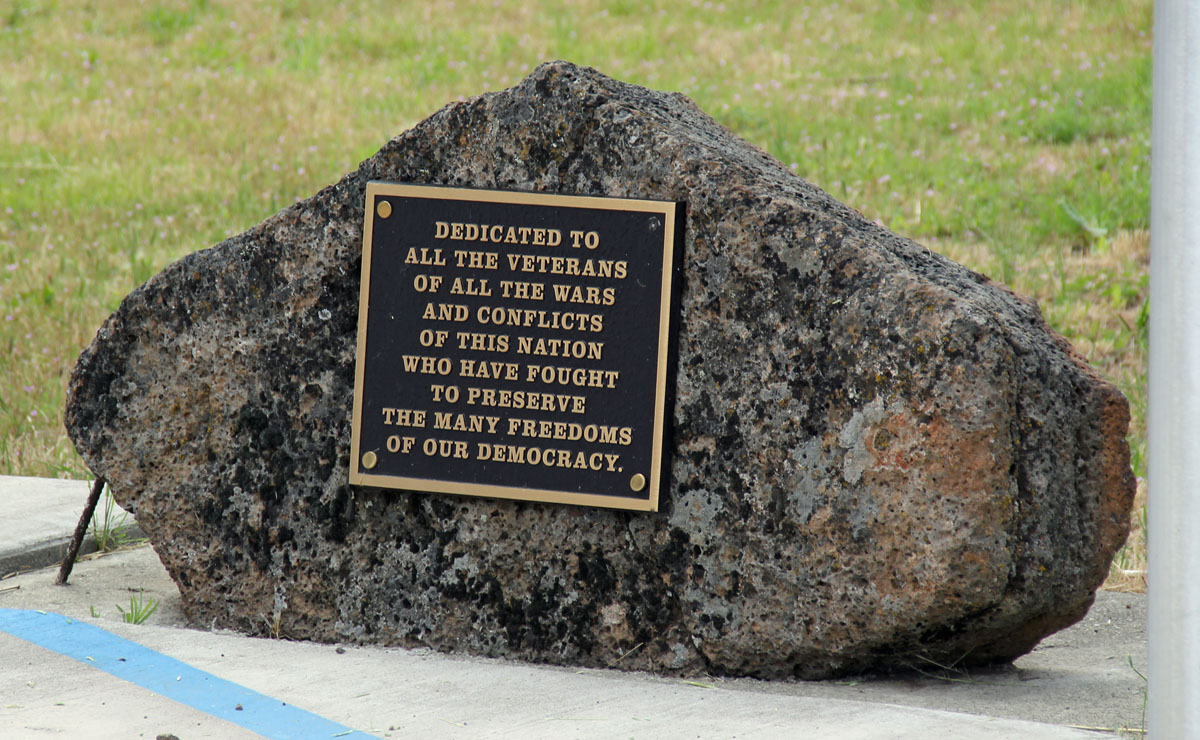 DEDICATED TO
ALL THE VETERANS
OF ALL THE WARS
AND CONFLICTS
OF THIS NATION
WHO HAVE FOUGHT
TO PRESERVE
THE MANY FREEDOMS
OF OUR DEMOCRACY.